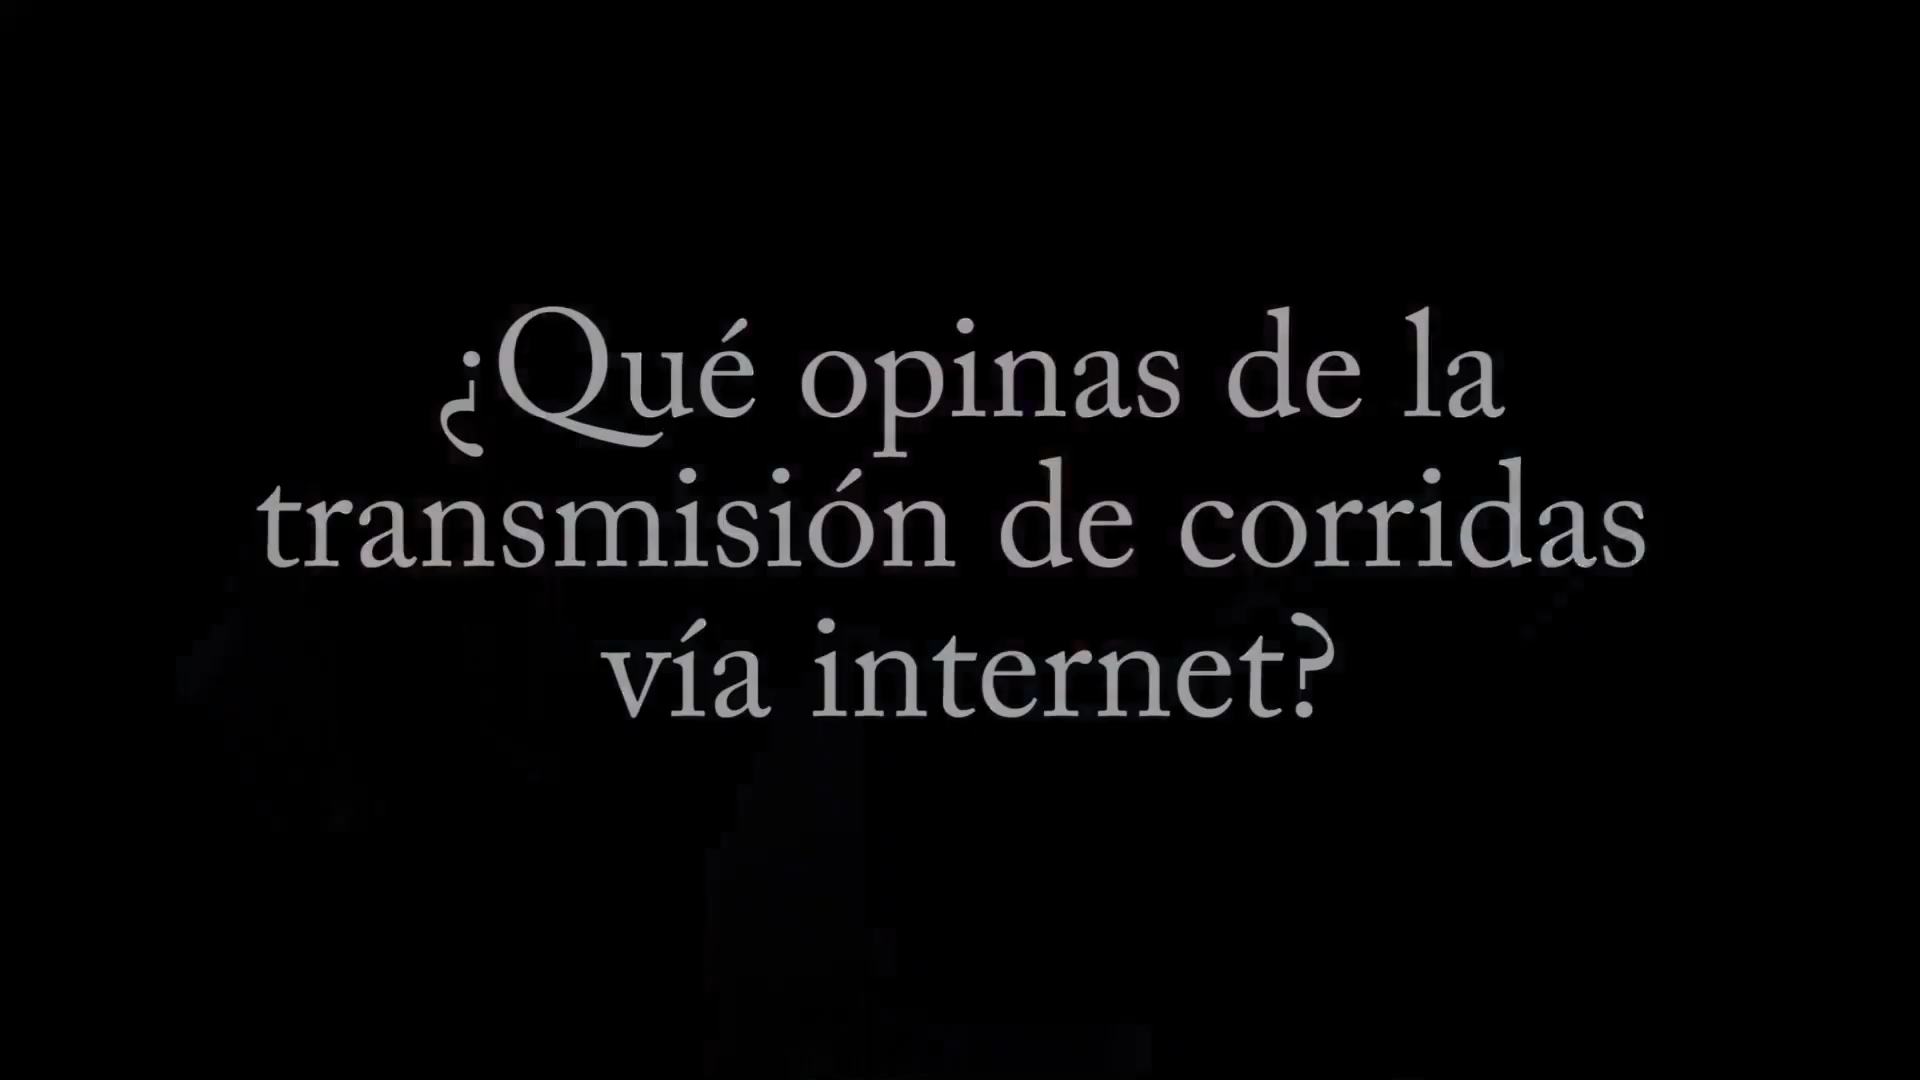 ¿Qué opinas de la
transmisión de corridas
vía internet?